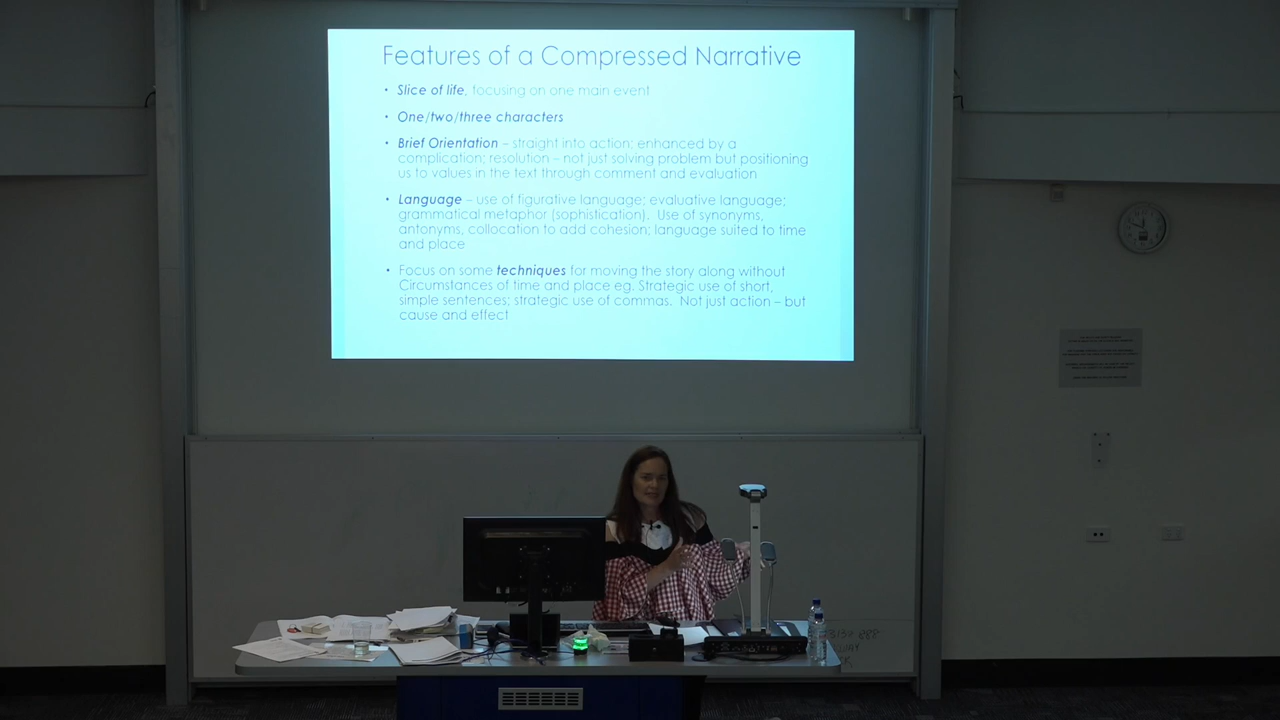 Features of a Compressed Narrative
• Slice of life, focusing on one main event
• One/two/three characters
• Brief Orientation – straight into action; enhanced by a
complication; resolution – not just solving problem but positioning
us to values in the text through comment and evaluation
• Language – use of figurative language; evaluative language;
grammatical metaphor (sophistication). Use of synonyms,
antonyms, collocation to add cohesion; language suited to time
and place
• Focus on some techniques for moving the story along without
Circumstances of time and place eg. Strategic use of short,
simple sentences; strategic use of commas. Not just action – but
cause and effect